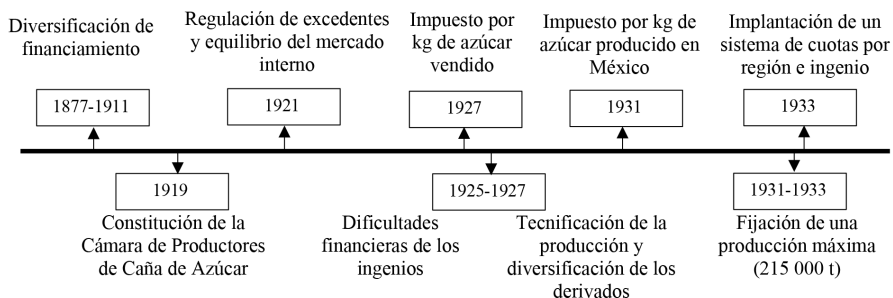 Diversificación de
financiamiento
1877-1911
Regulación de excedentes
y equilibrio del mercado
interno
1921
Impuesto por
kg de azúcar
vendido
1927
Impuesto por kg de
azúcar producido en
México
1931
Implantación de un
sistema de cuotas por
región e ingenio
1933
1919
Constitución de la
Cámara de Productores
de Caña de Azúcar
1925-1927
Dificultades
financieras de los
ingenios
Tecnificación de la
producción y
diversificación de los
derivados
1931-1933
Fijación de una
producción máxima
(215 000 t)